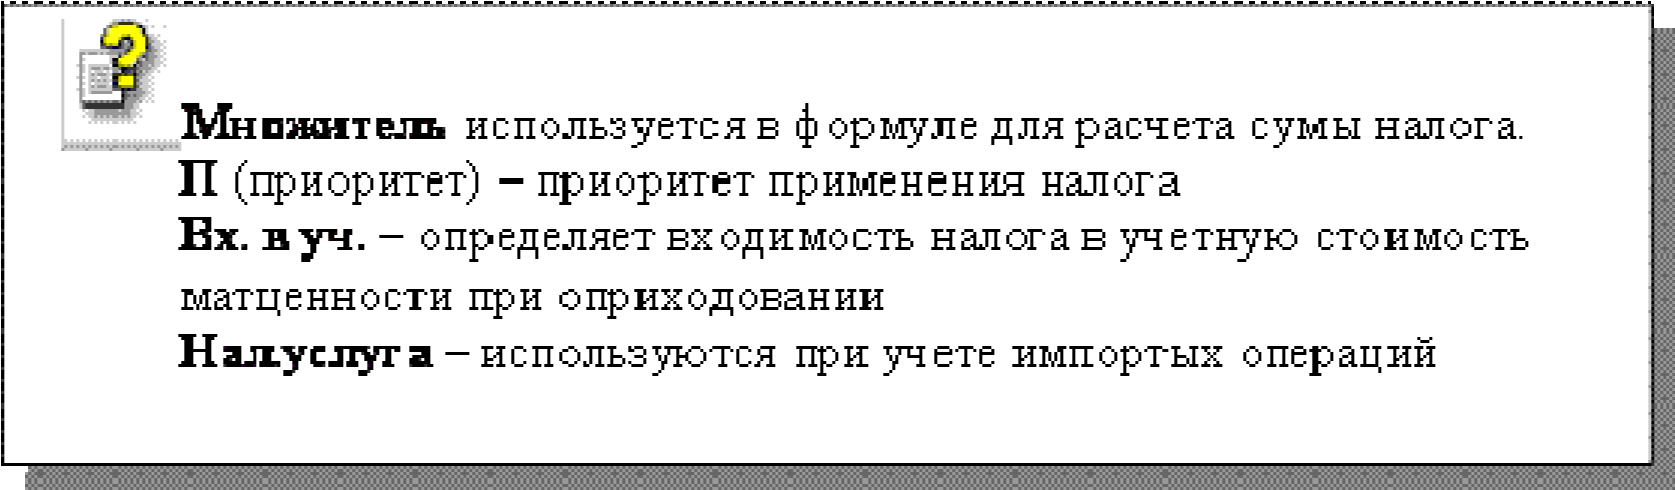 Множитель используется в формуле для расчета сумы налога.
П (приоритет) – приоритет применения налога
Вх. в уч. – определяет входимость налога в учетную стоимость
матценности при оприходовании
Нал.услуга – используются при учете импортых операций